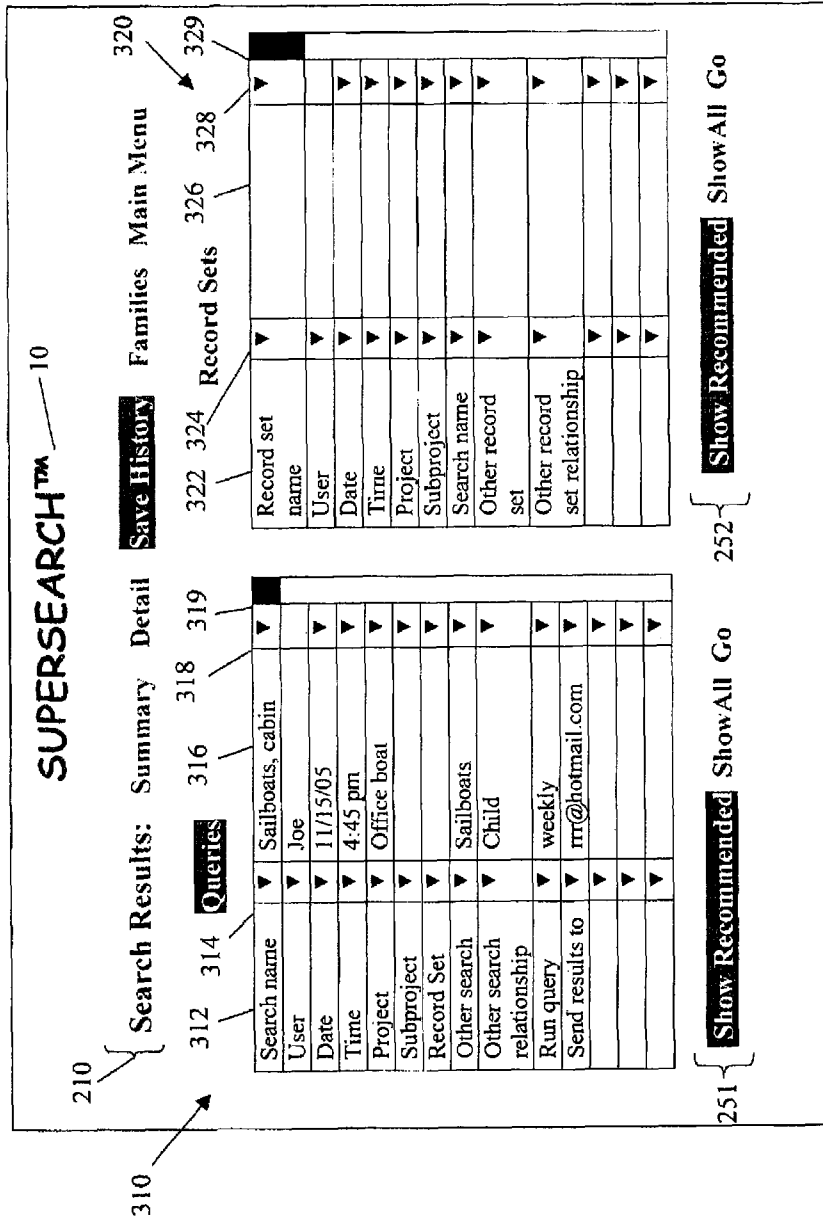 SUPERSEARCH™ 10
210 Search Results: Summary Detail Save History Families Main Menu 320
310 312 314 Queries 316 318 319
Search name ▼ Sailboats, cabin ▼
User ▼ Joe
Date ▼ 11/15/05 ▼
Time ▼ 4:45 pm ▼
Project ▼ Office boat ▼
Subproject ▼ ▼
Record Set ▼ ▼
Other search ▼ Sailboats ▼
Other search ▼ Child ▼
relationship
Run query ▼ weekly ▼
Send results to ▼ rrr@hotmail.com ▼
▼ ▼
▼ ▼
251 Show Recommended ShowAll Go
322 324 Record Sets 326 328 329
Record set ▼ ▼
name
User ▼
Date ▼ ▼
Time ▼ ▼
Project ▼ ▼
Subproject ▼ ▼
Search name ▼ ▼
Other record ▼ ▼
set
Other record ▼ ▼
set relationship
▼ ▼
▼ ▼
▼ ▼
252 Show Recommended ShowAll Go